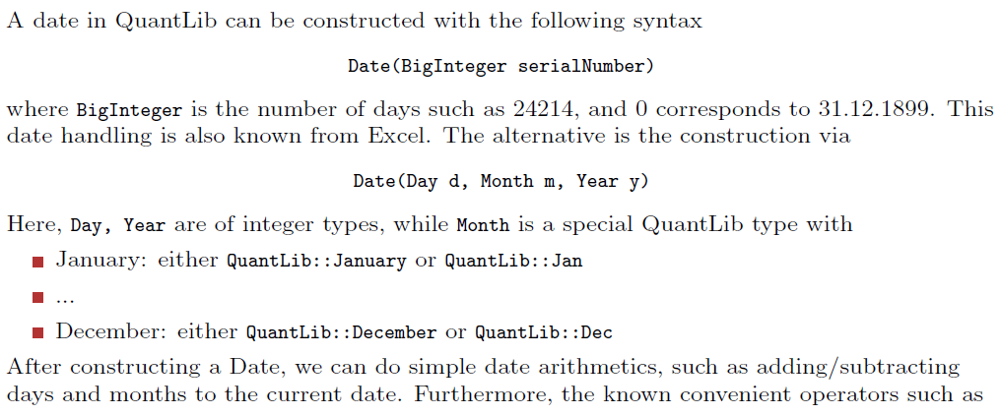 A date in QuantLib can be constructed with the following syntax
Date(BigInteger serialNumber)
where BigInteger is the number of days such as 24214, and 0 corresponds to 31.12.1899. This
date handling is also known from Excel. The alternative is the construction via
Date(Day d, Month m, Year y)
Here, Day, Year are of integer types, while Month is a special QuantLib type with
January: either QuantLib::January or QuantLib::Jan
...
December: either QuantLib::December or QuantLib::Dec
After constructing a Date, we can do simple date arithmetics, such as adding/subtracting
days and months to the current date. Furthermore, the known convenient operators such as